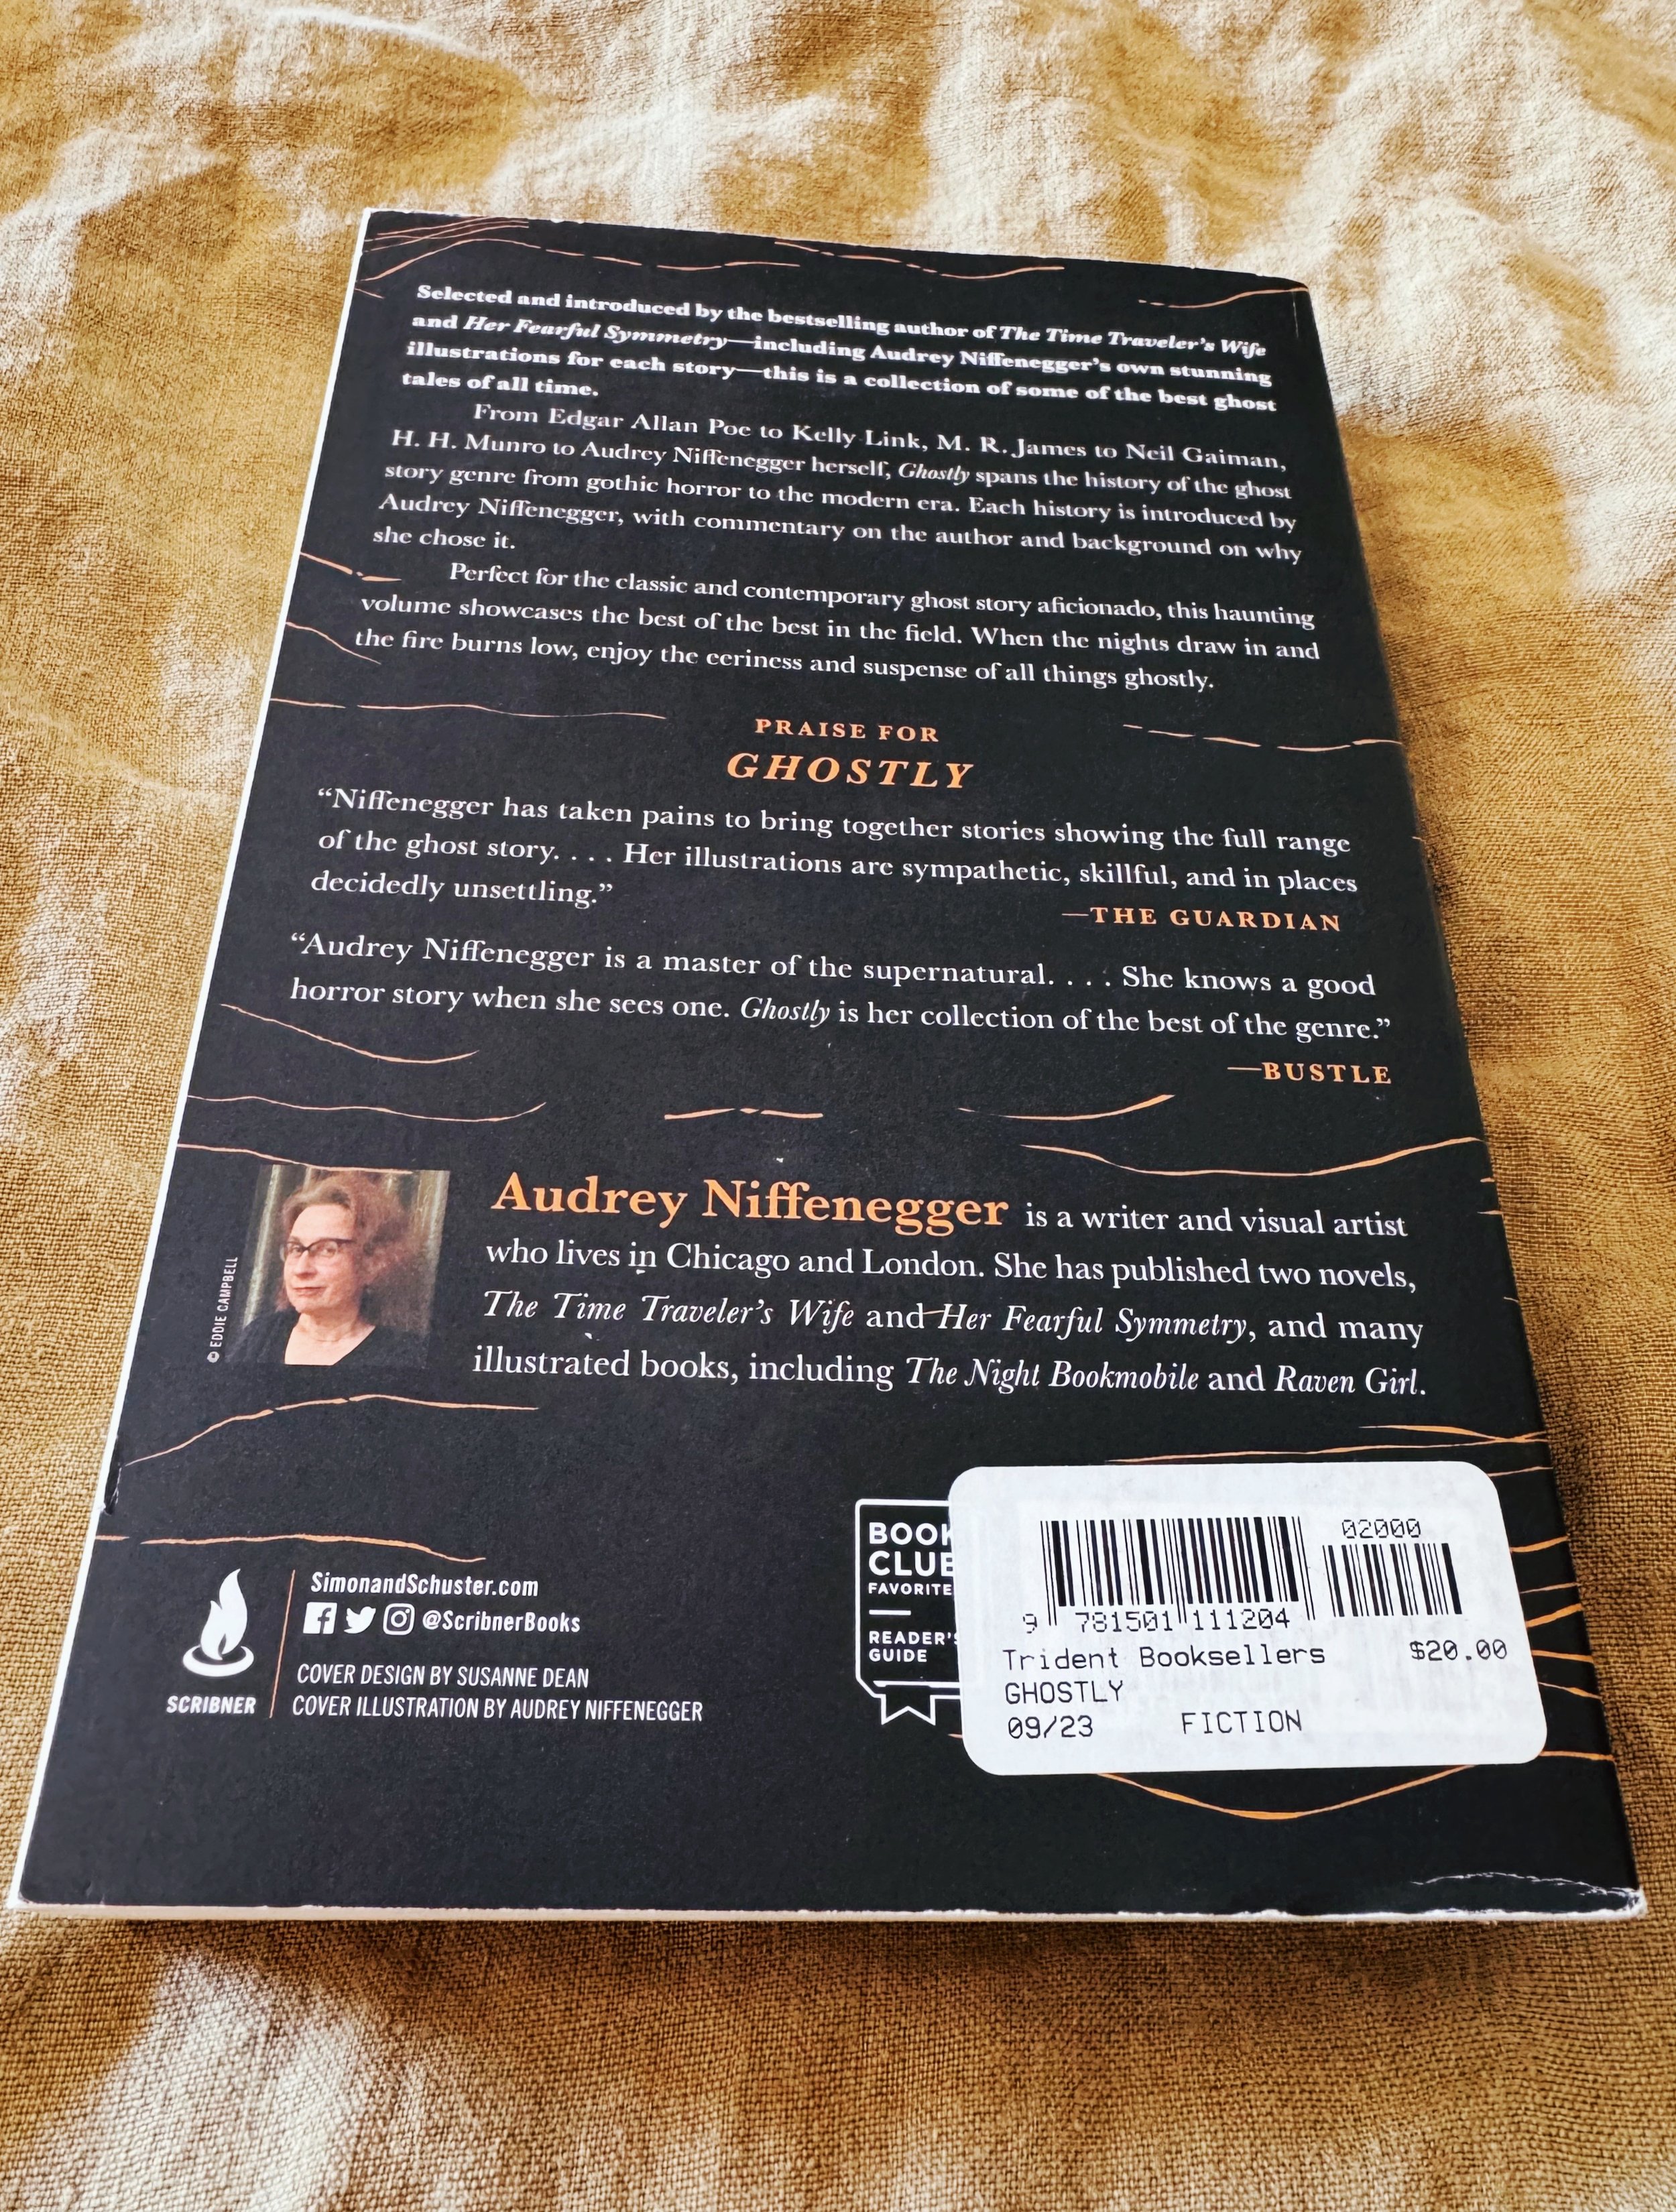 Selected and introduced by the bestselling author of The Time Traveler's Wife
and Her Fearful Symmetry—including Audrey Niffenegger's own stunning
illustrations for each story—this is a collection of some of the best ghost
tales of all time.
From Edgar Allan Poe to Kelly Link, M. R. James to Neil Gaiman,
H. H. Munro to Audrey Niffenegger herself, Ghostly spans the history of the ghost
story genre from gothic horror to the modern era. Each history is introduced by
Audrey Niffenegger, with commentary on the author and background on why
she chose it.
Perfect for the classic and contemporary ghost story aficionado, this haunting
volume showcases the best of the best in the field. When the nights draw in and
the fire burns low, enjoy the eeriness and suspense of all things ghostly.
PRAISE FOR
GHOSTLY
“Niffenegger has taken pains to bring together stories showing the full range
of the ghost story. . . . Her illustrations are sympathetic, skillful, and in places
decidedly unsettling.”
—THE GUARDIAN
“Audrey Niffenegger is a master of the supernatural. . . . She knows a good
horror story when she sees one. Ghostly is her collection of the best of the genre.”
—BUSTLE
Audrey Niffenegger is a writer and visual artist
who lives in Chicago and London. She has published two novels,
The Time Traveler's Wife and Her Fearful Symmetry, and many
illustrated books, including The Night Bookmobile and Raven Girl.
© EDDIE CAMPBELL
SCRIBNER
SimonandSchuster.com
@ScribnerBooks
COVER DESIGN BY SUSANNE DEAN
COVER ILLUSTRATION BY AUDREY NIFFENEGGER
BOOK
CLUB
FAVORITE
READER'S
GUIDE
02000
9 781501 111204
Trident Booksellers $20.00
GHOSTLY
09/23 FICTION